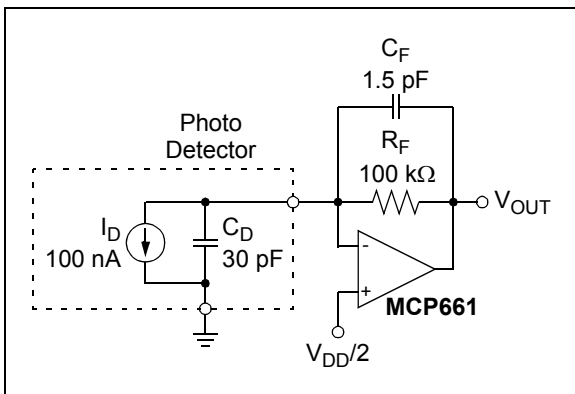 C_F
1.5 pF
Photo
Detector
R_F
100 kΩ
V_OUT
I_D
100 nA
C_D
30 pF
-
+
MCP661
V_DD/2